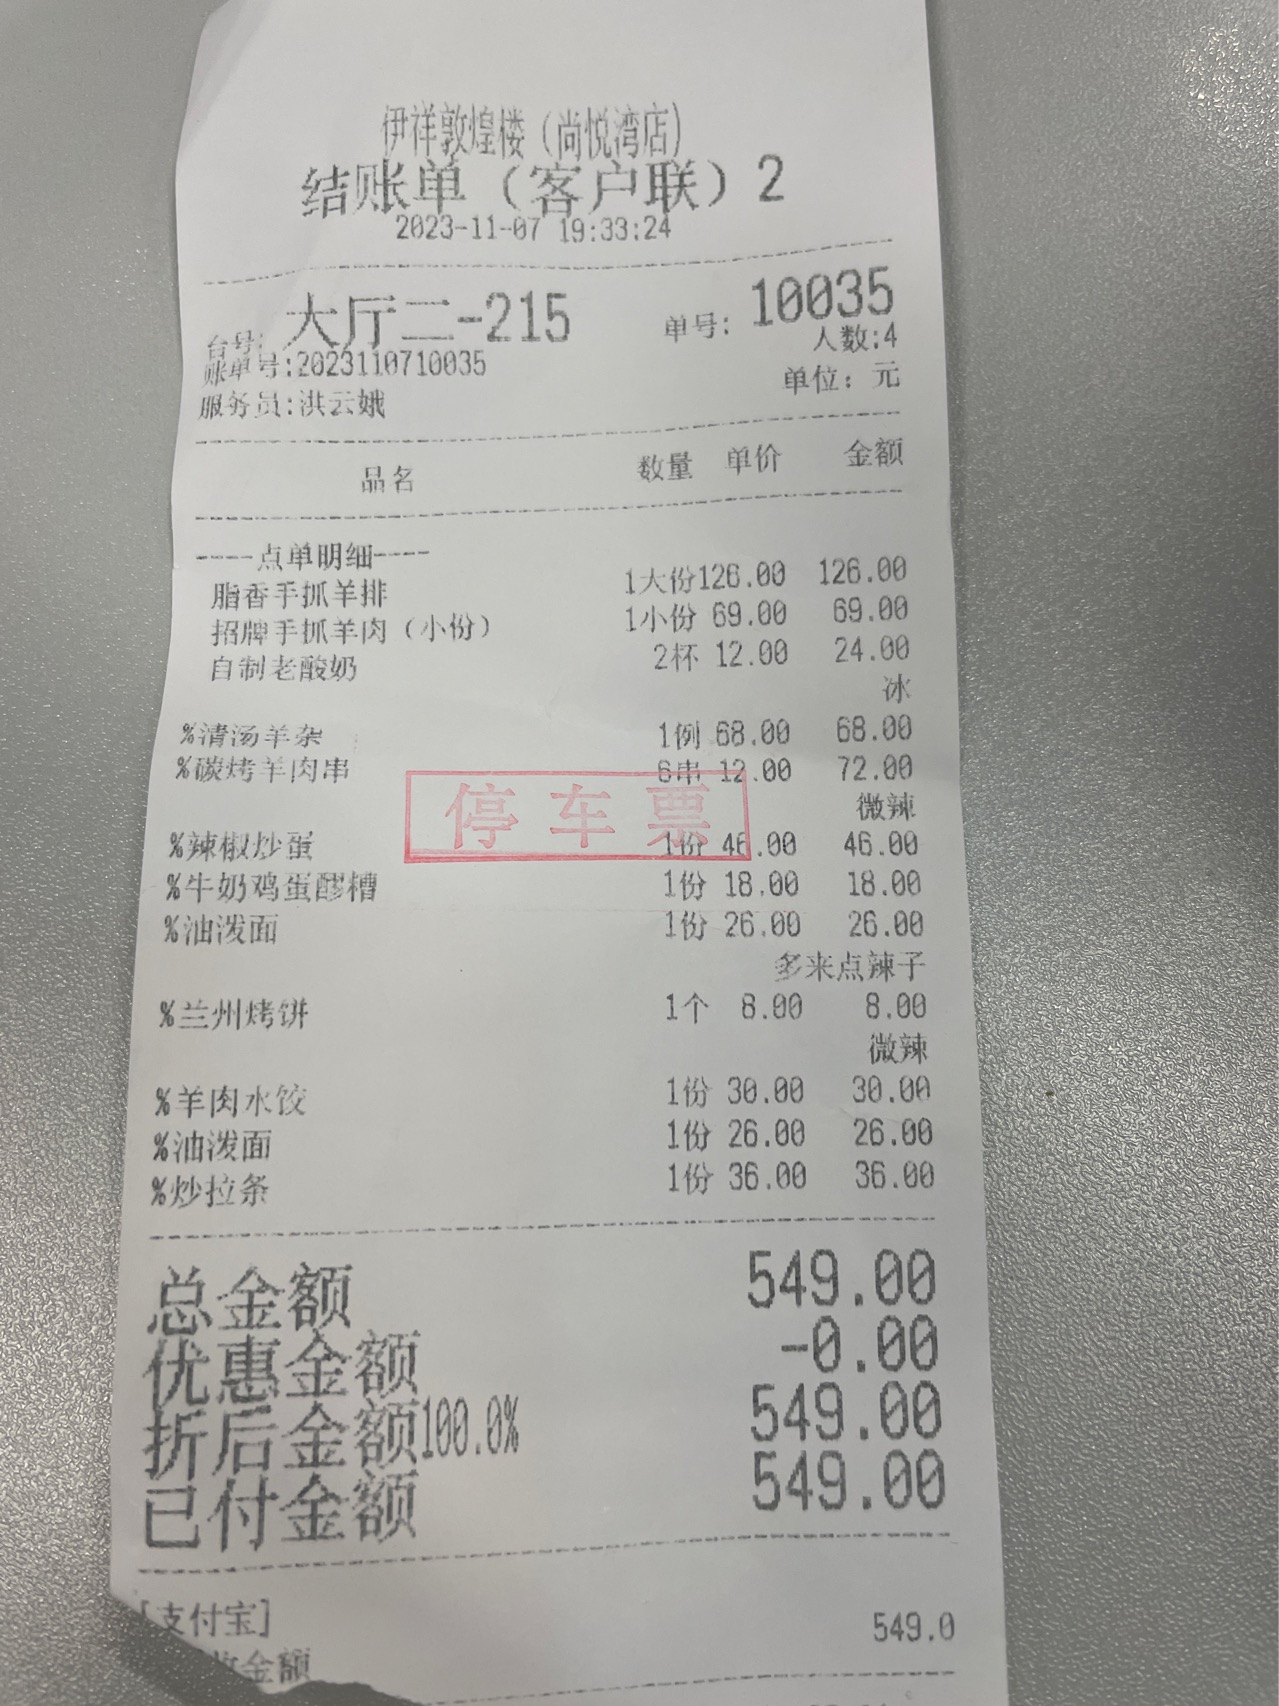 伊祥敦煌楼（尚悦湾店）
结账单（客户联）2
2023-11-07 19:33:24
台号: 大厅二-215 单号: 10035
人数:4
账单号:2023110710035
单位: 元
服务员:洪云娥
品名 数量 单价 金额
----点单明细----
脂香手抓羊排 1大份126.00 126.00
招牌手抓羊肉（小份） 1小份 69.00 69.00
自制老酸奶 2杯 12.00 24.00
冰
%清汤羊杂 1例 68.00 68.00
%碳烤羊肉串 6串 12.00 72.00
微辣
停车票
%辣椒炒蛋 1份 46.00 46.00
%牛奶鸡蛋醪糟 1份 18.00 18.00
%油泼面 1份 26.00 26.00
多来点辣子
%兰州烤饼 1个 8.00 8.00
微辣
%羊肉水饺 1份 30.00 30.00
%油泼面 1份 26.00 26.00
%炒拉条 1份 36.00 36.00
总金额 549.00
优惠金额 -0.00
折后金额100.0% 549.00
已付金额 549.00
[支付宝] 549.0
金额